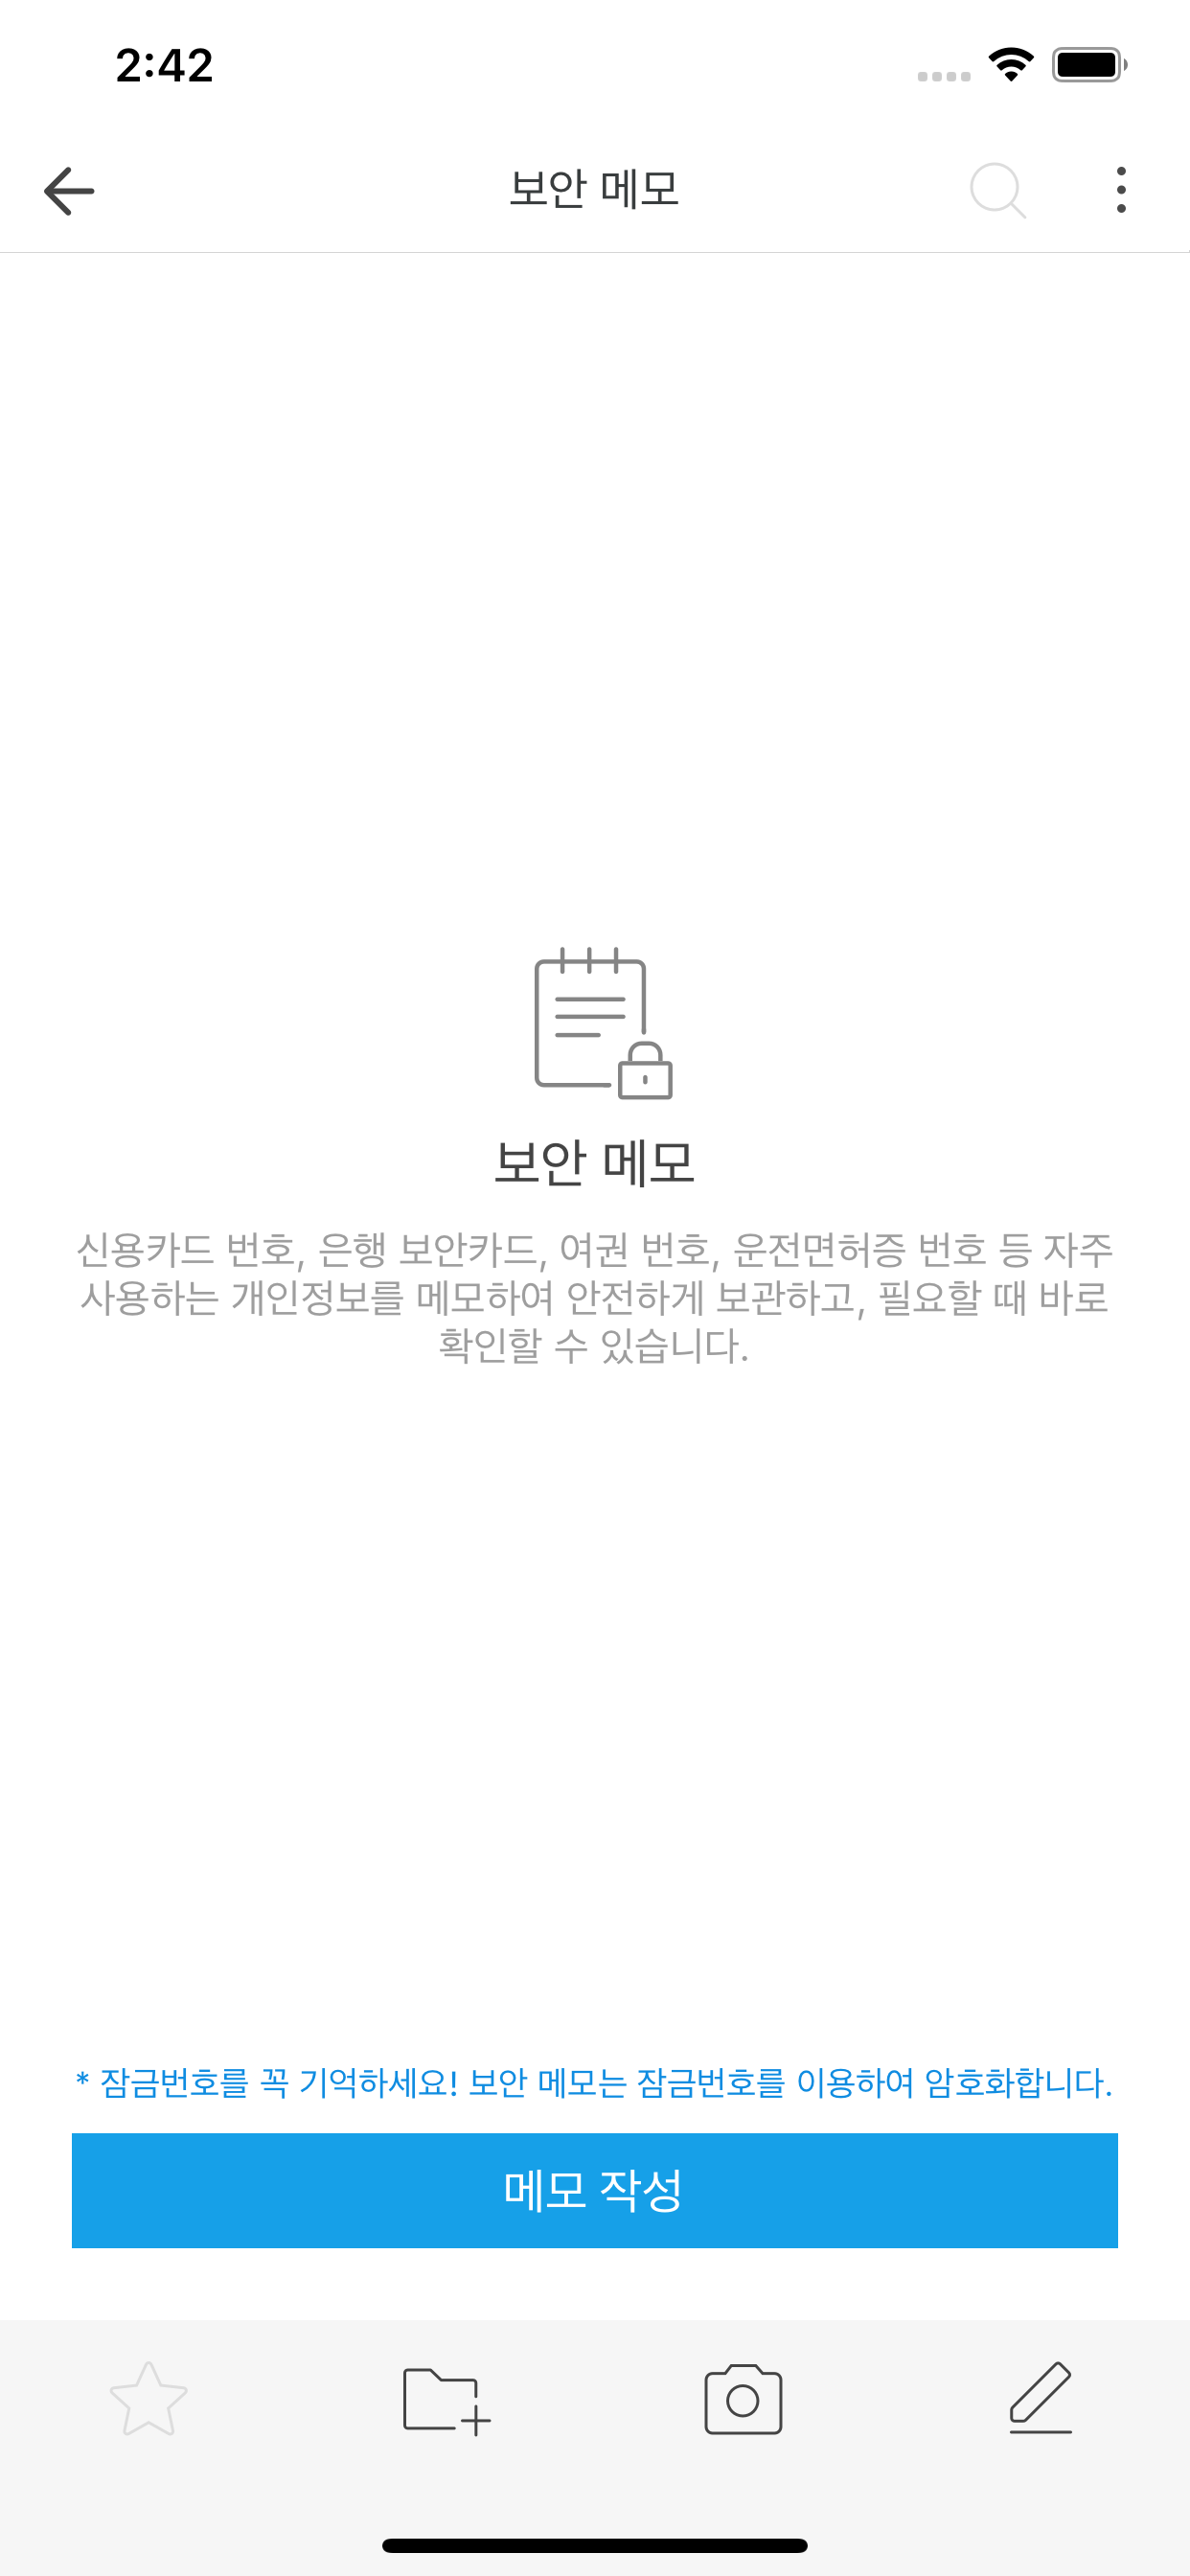 2:42
보안 메모
보안 메모
신용카드 번호, 은행 보안카드, 여권 번호, 운전면허증 번호 등 자주
사용하는 개인정보를 메모하여 안전하게 보관하고, 필요할 때 바로
확인할 수 있습니다.
* 잠금번호를 꼭 기억하세요! 보안 메모는 잠금번호를 이용하여 암호화합니다.
메모 작성